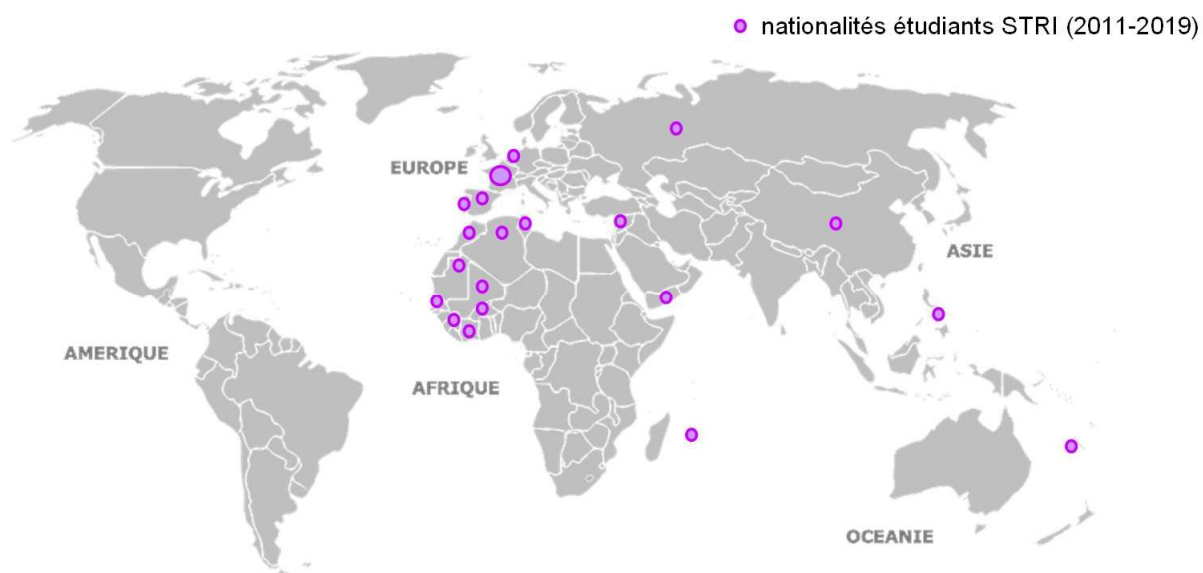 nationalités étudiants STRI (2011-2019)
EUROPE
ASIE
AMERIQUE
AFRIQUE
OCEANIE